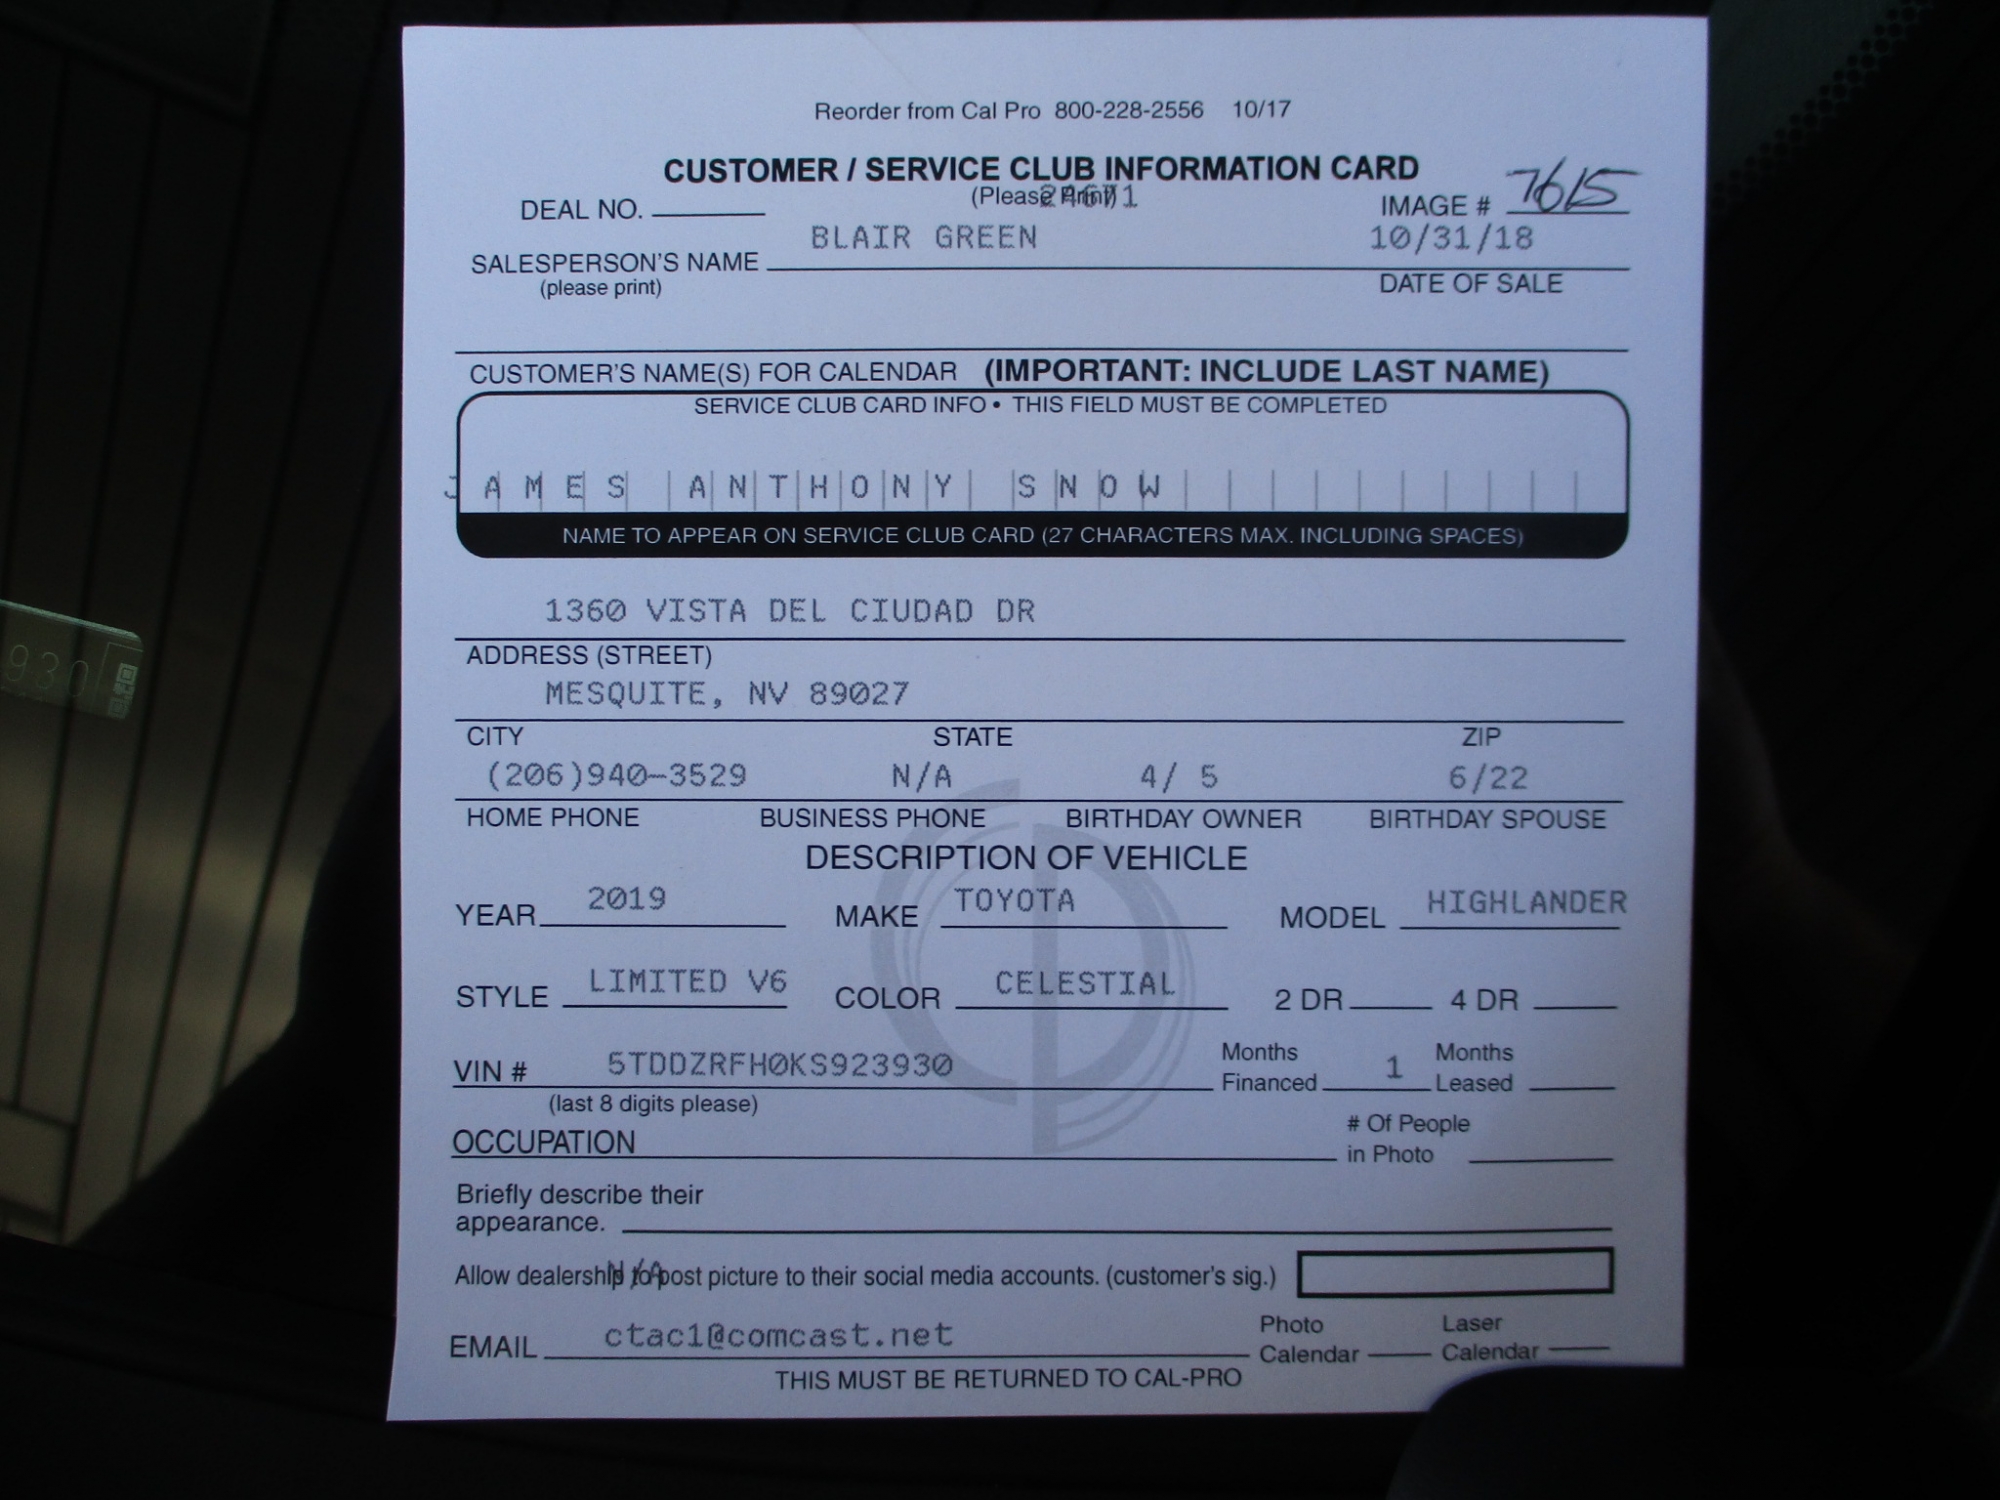 Reorder from Cal Pro 800-228-2556 10/17
CUSTOMER / SERVICE CLUB INFORMATION CARD
(Please Print)
DEAL NO. IMAGE # 7615
BLAIR GREEN 10/31/18
SALESPERSON'S NAME
(please print) DATE OF SALE
CUSTOMER'S NAME(S) FOR CALENDAR (IMPORTANT: INCLUDE LAST NAME)
SERVICE CLUB CARD INFO • THIS FIELD MUST BE COMPLETED
JAMES ANTHONY SNOW
NAME TO APPEAR ON SERVICE CLUB CARD (27 CHARACTERS MAX. INCLUDING SPACES)
1360 VISTA DEL CIUDAD DR
ADDRESS (STREET)
MESQUITE, NV 89027
CITY STATE ZIP
(206)940-3529 N/A 4/ 5 6/22
HOME PHONE BUSINESS PHONE BIRTHDAY OWNER BIRTHDAY SPOUSE
DESCRIPTION OF VEHICLE
YEAR 2019 MAKE TOYOTA MODEL HIGHLANDER
STYLE LIMITED V6 COLOR CELESTIAL 2 DR 4 DR
VIN # 5TDDZRFH0KS923930 Months Financed 1 Months Leased
(last 8 digits please)
OCCUPATION # Of People in Photo
Briefly describe their
appearance.
N/A
Allow dealership to post picture to their social media accounts. (customer's sig.)
EMAIL ctac1@comcast.net Photo Calendar Laser Calendar
THIS MUST BE RETURNED TO CAL-PRO
930